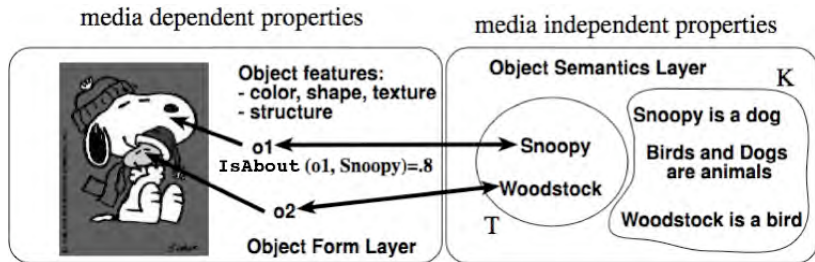 media dependent properties
media independent properties
Object features:
- color, shape, texture
- structure
o1
IsAbout (o1, Snoopy)=.8
o2
Object Form Layer
Object Semantics Layer
K
Snoopy
Woodstock
T
Snoopy is a dog
Birds and Dogs
are animals
Woodstock is a bird